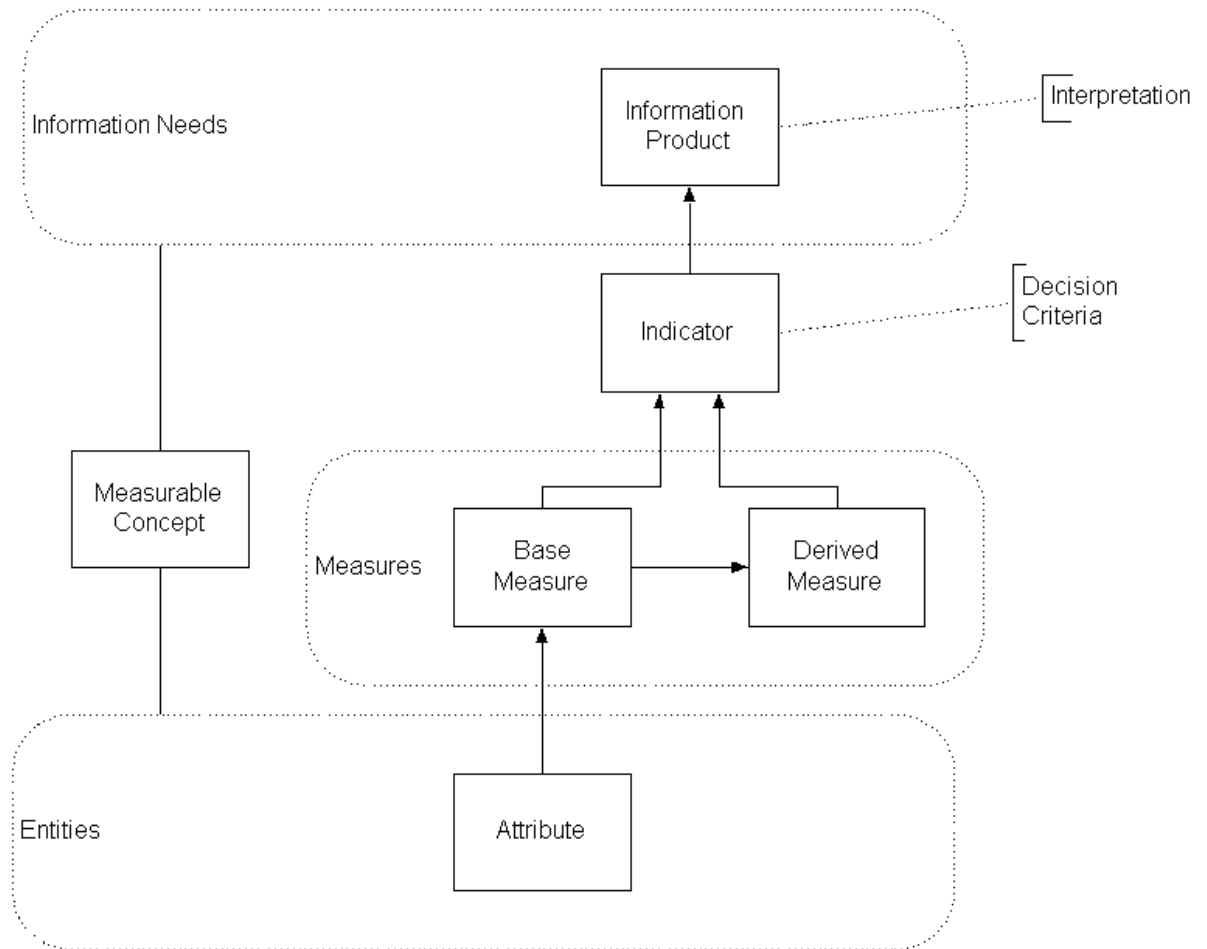 Information Needs
Information
Product
Interpretation
Indicator
Decision
Criteria
Measurable
Concept
Measures
Base
Measure
Derived
Measure
Entities
Attribute